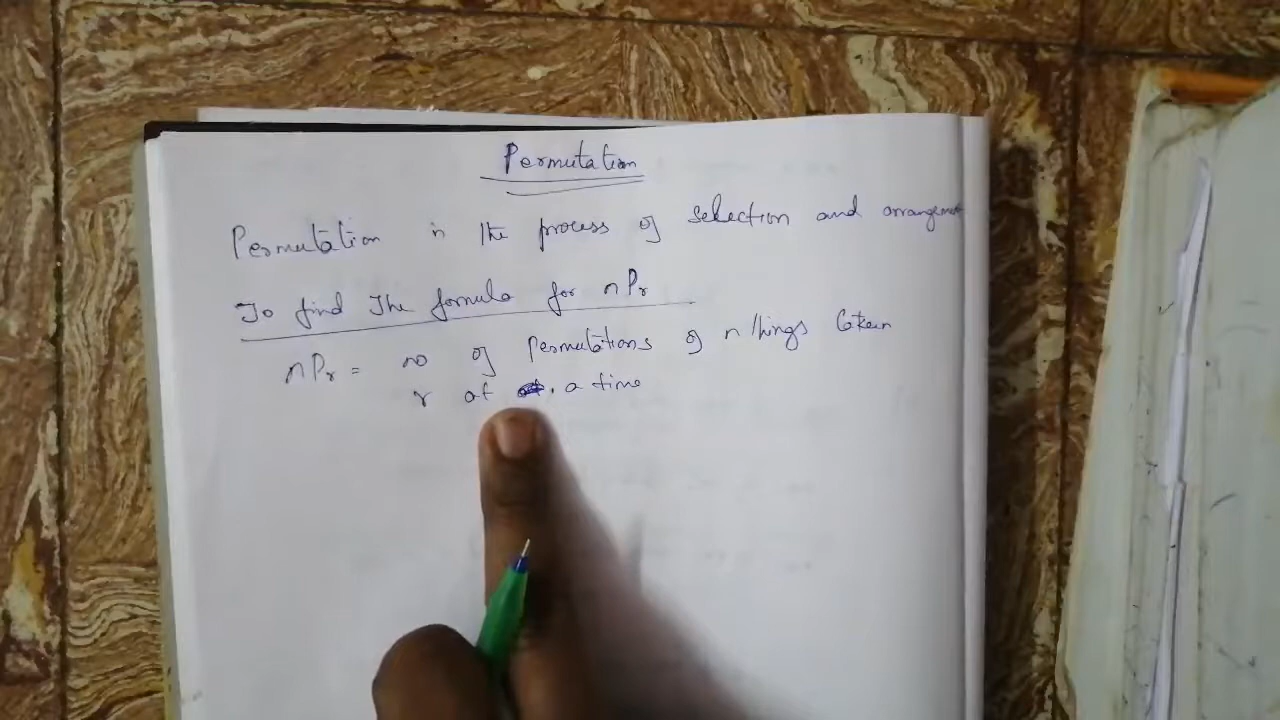 Permutation
Permutation is the process of selection and arrangement
To find The formula for nPr
nPr = no of permutations of n things taken
r at a time